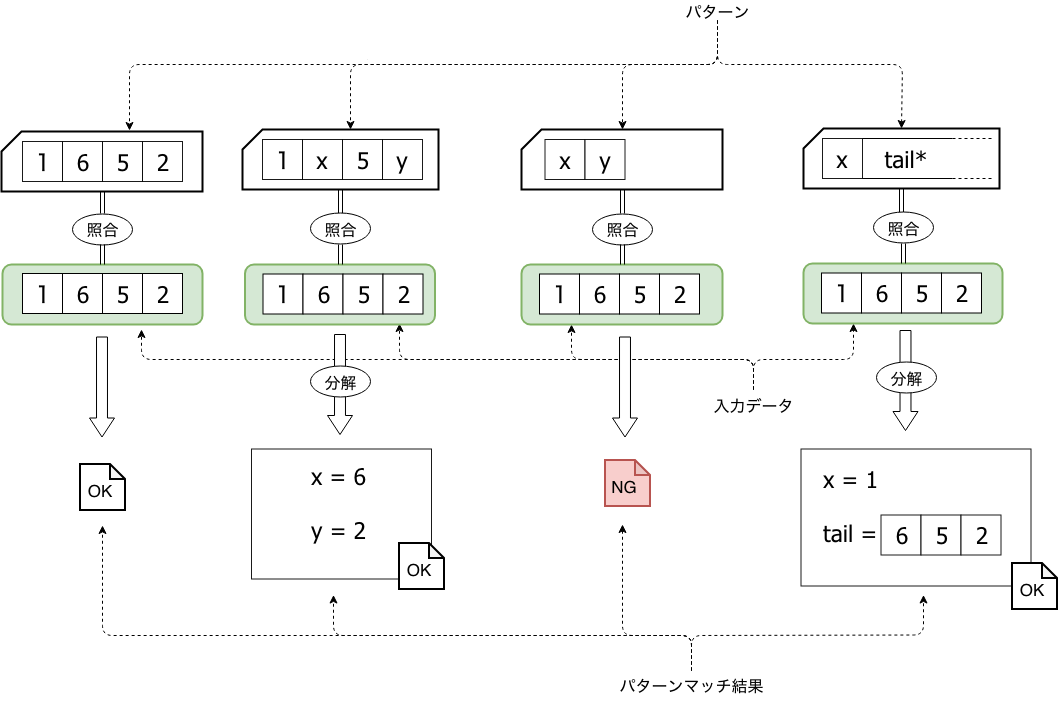 パターン
1 6 5 2
1 x 5 y
x y
x tail*
照合
照合
照合
照合
1 6 5 2
1 6 5 2
1 6 5 2
1 6 5 2
分解
分解
入力データ
OK
x = 6
y = 2
OK
NG
x = 1
tail = 6 5 2
OK
パターンマッチ結果